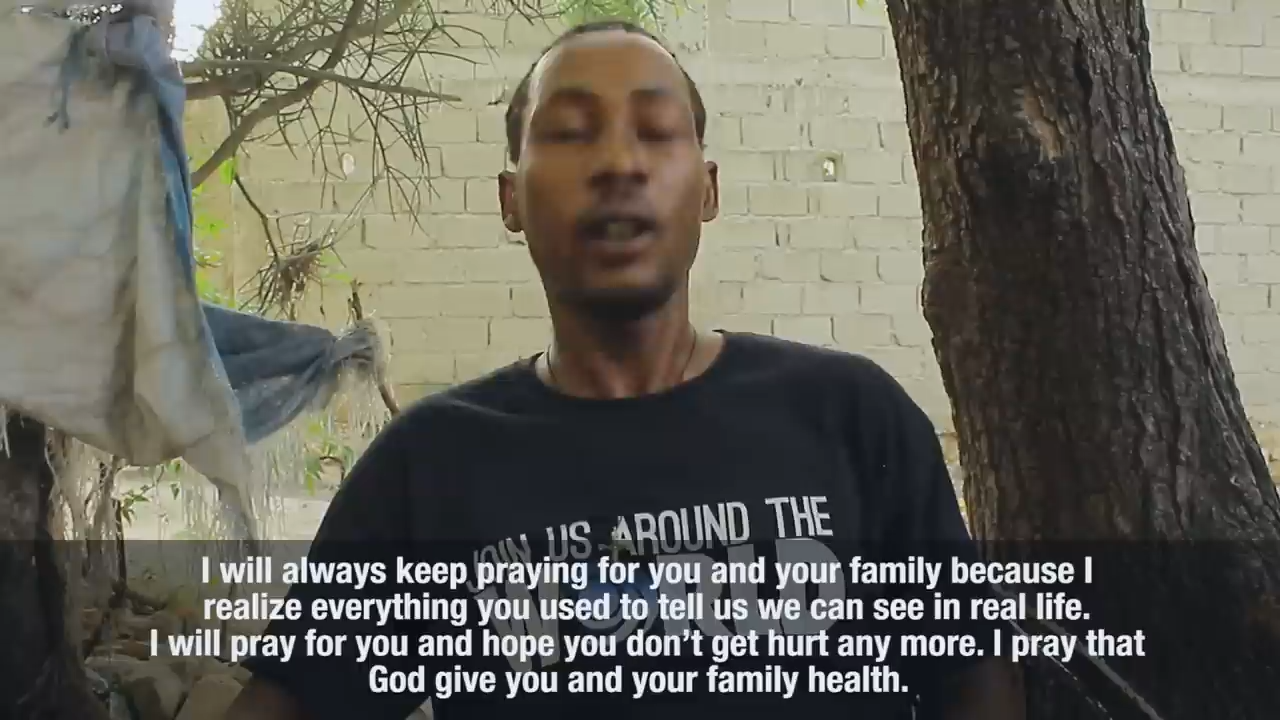 JOIN US AROUND THE
WORLD
I will always keep praying for you and your family because I
realize everything you used to tell us we can see in real life.
I will pray for you and hope you don’t get hurt any more. I pray that
God give you and your family health.